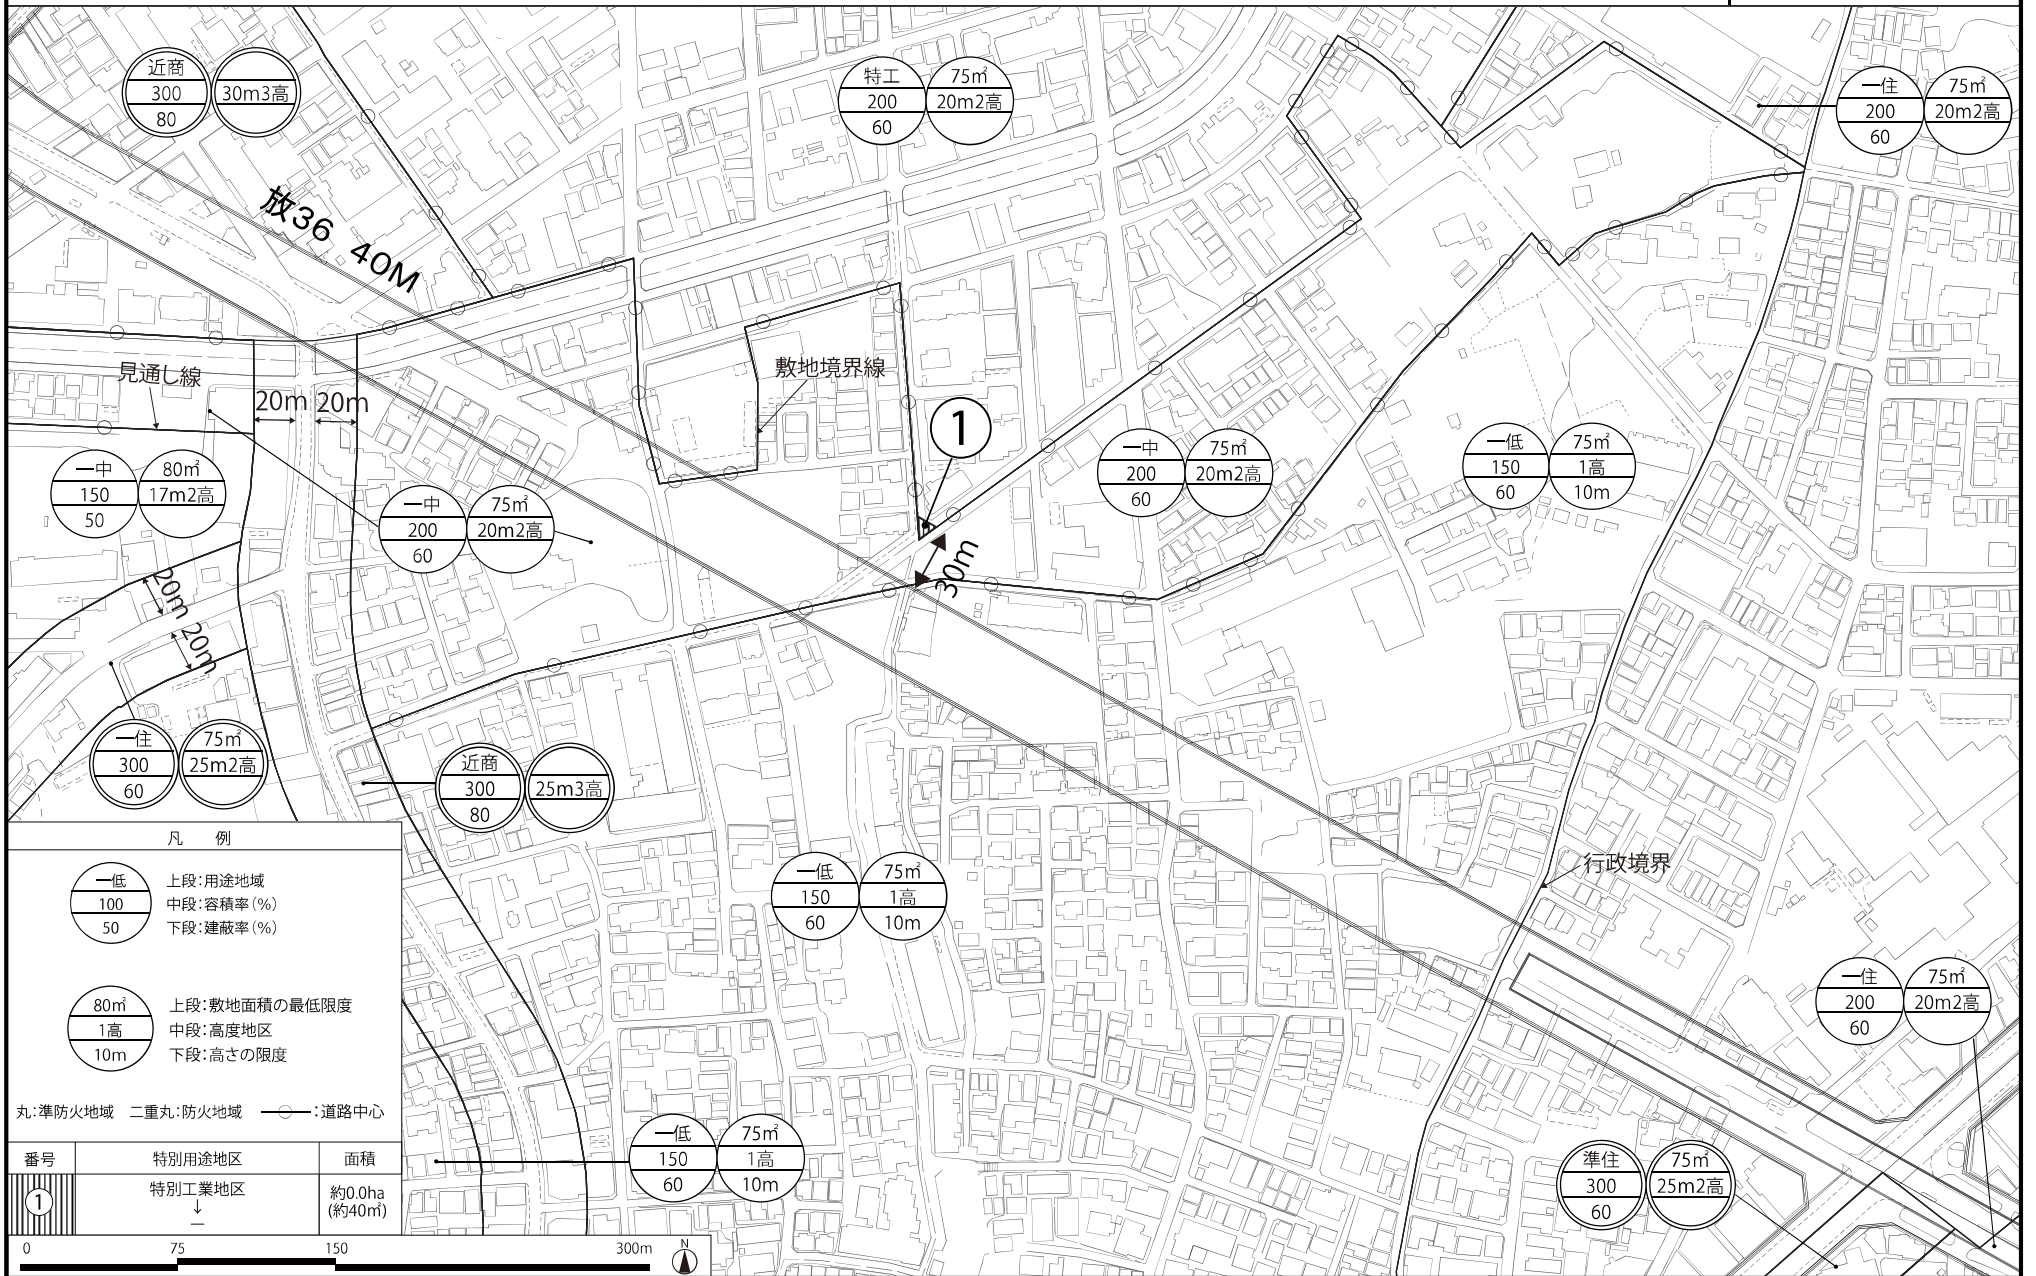 近商
300
80
30m3高
特工
200
60
75㎡
20m2高
一住
200
60
75㎡
20m2高
放36 40M
見通し線
20m
20m
敷地境界線
1
30m
一中
150
50
80㎡
17m2高
一中
200
60
75㎡
20m2高
一中
200
60
75㎡
20m2高
一低
150
60
75㎡
1高
10m
20m
20m
一住
300
60
75㎡
25m2高
近商
300
80
25m3高
一低
150
60
75㎡
1高
10m
行政境界
一住
200
60
75㎡
20m2高
一低
150
60
75㎡
1高
10m
準住
300
60
75㎡
25m2高
凡 例
一低
100
50
上段:用途地域
中段:容積率(%)
下段:建蔽率(%)
80㎡
1高
10m
上段:敷地面積の最低限度
中段:高度地区
下段:高さの限度
丸:準防火地域 二重丸:防火地域 :道路中心
番号 特別用途地区 面積
1
特別工業地区
↓
―
約0.0ha
(約40㎡)
0 75 150 300m
N